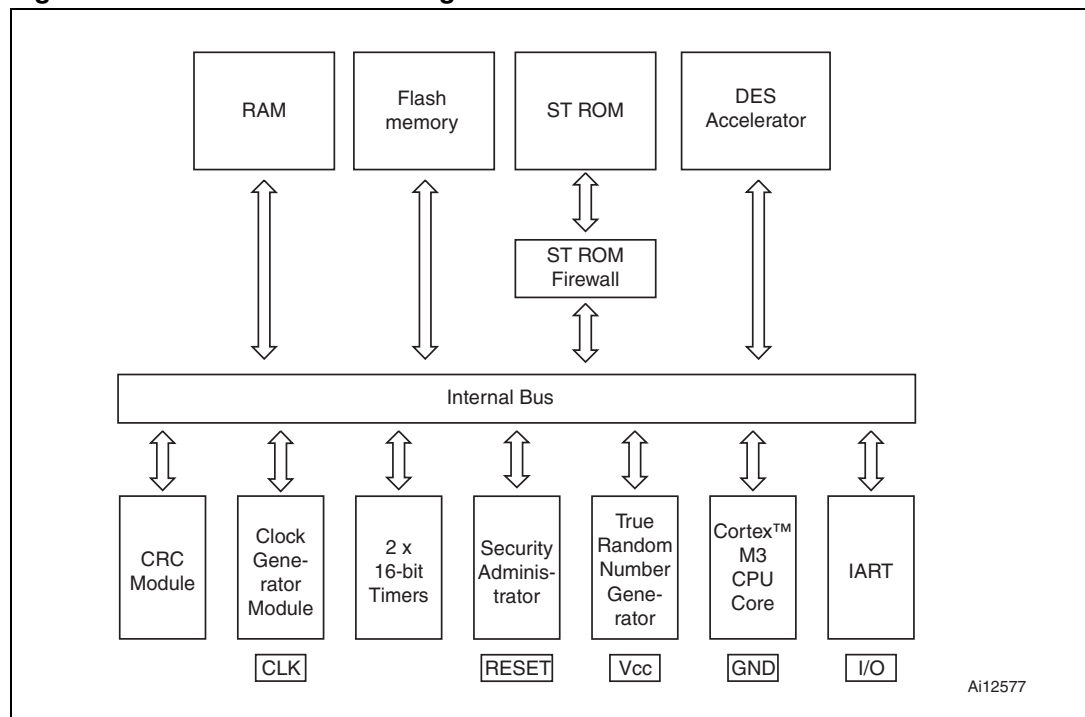 RAM
Flash
memory
ST ROM
DES
Accelerator
ST ROM
Firewall
Internal Bus
CRC
Module
Clock
Gene-
rator
Module
2 x
16-bit
Timers
Security
Adminis-
trator
True
Random
Number
Gene-
rator
Cortex™
M3
CPU
Core
IART
CLK
RESET
Vcc
GND
I/O
Ai12577